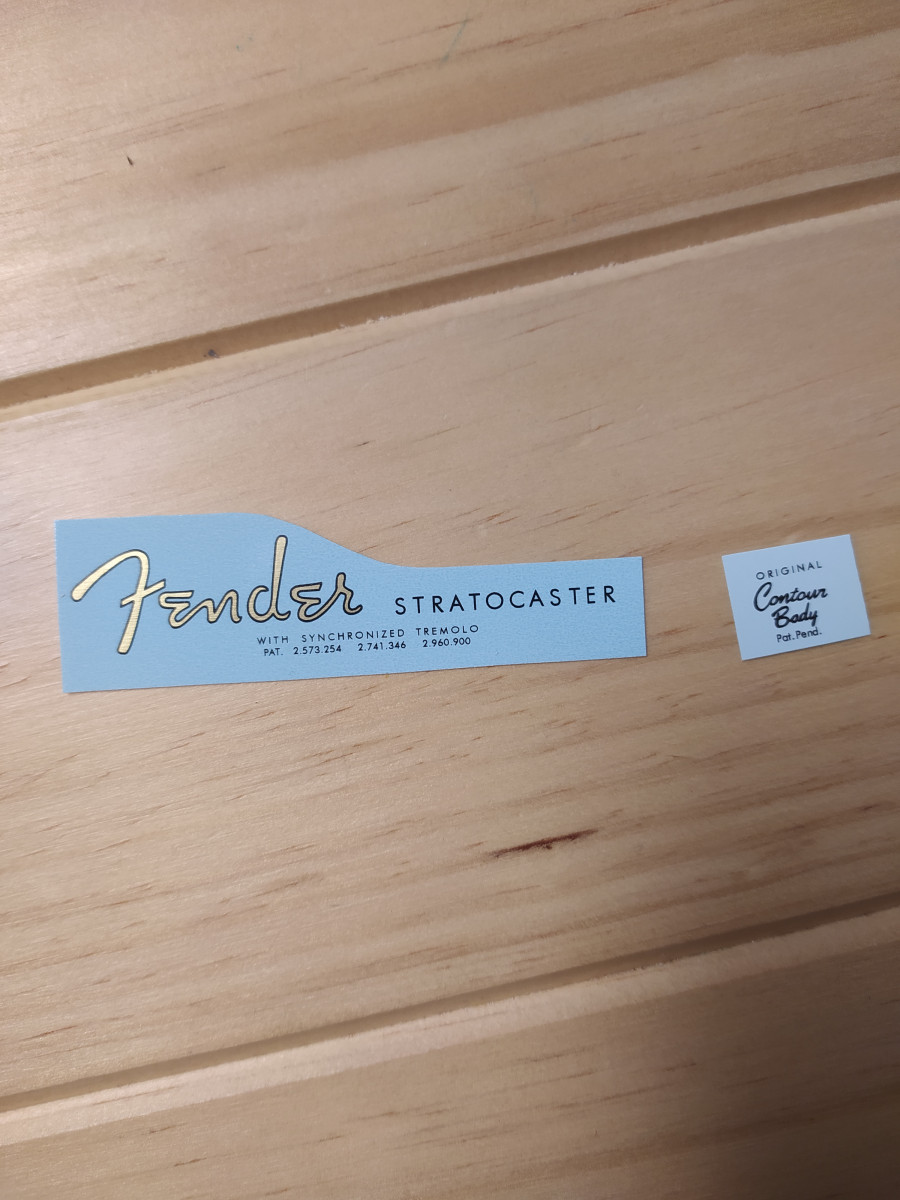 Fender STRATOCASTER
WITH SYNCHRONIZED TREMOLO
PAT. 2.573.254 2.741.346 2.960.900
ORIGINAL
Contour
Body
Pat. Pend.